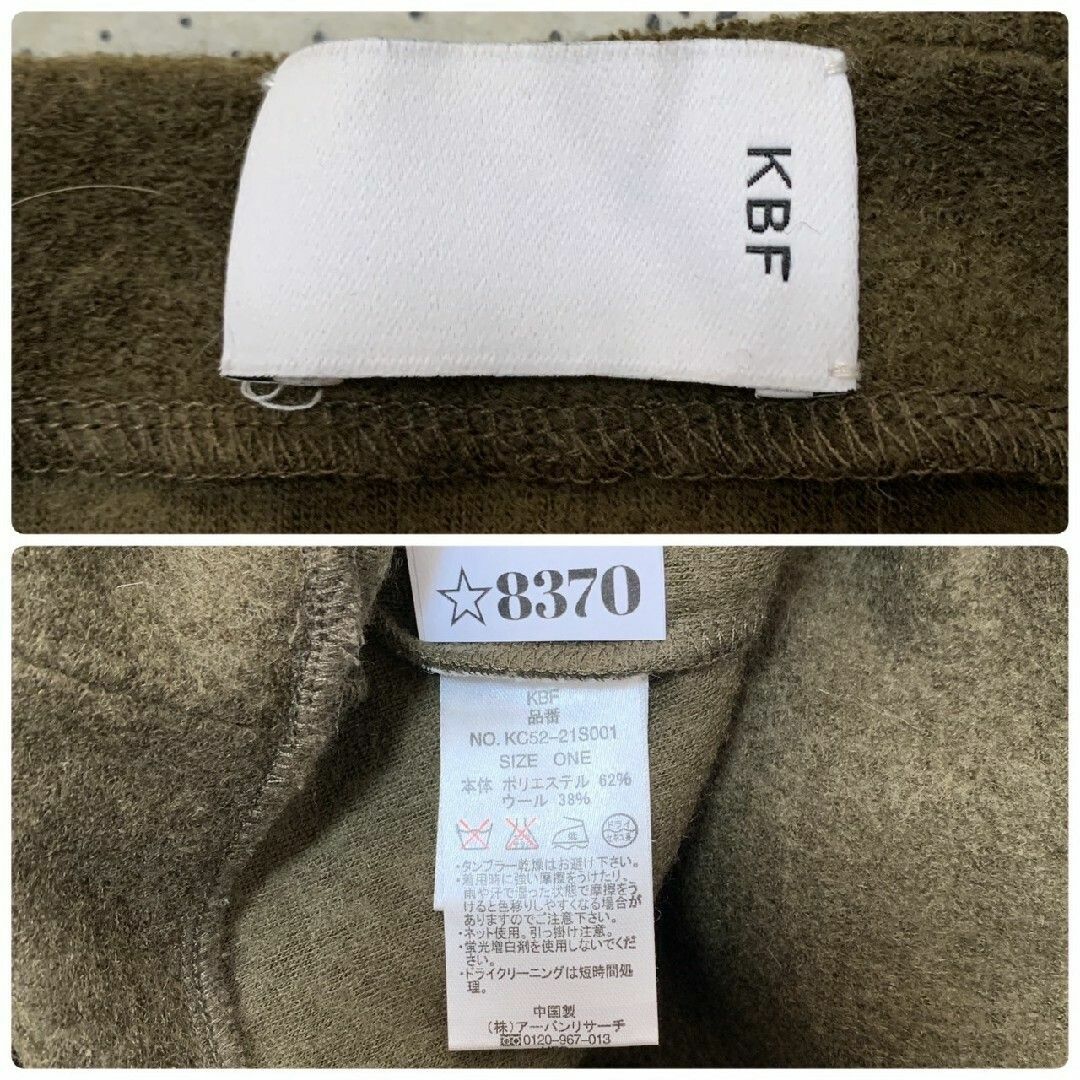 KBF
☆8370
KBF
品番
NO. KC52-21S001
SIZE ONE
本体 ポリエステル 62%
ウール 38%
ドライ
セキユ系
・タンブラー乾燥はお避け下さい。
・着用時に強い摩擦をうけたり、
雨や汗で湿った状態で摩擦をう
けると色移りしやすくなる場合が
ありますのでご注意下さい。
・ネット使用。引っ掛け注意。
・蛍光増白剤を使用しないでくだ
さい。
・ドライクリーニングは短時間処
理。
中国製
(株)アーバンリサーチ
0120-967-013